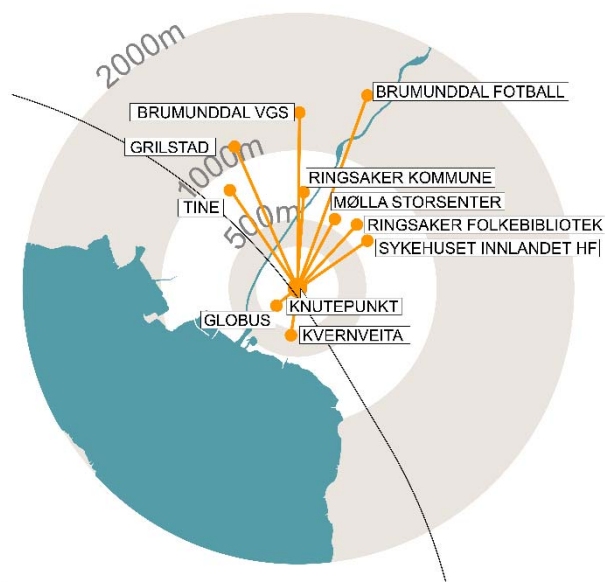 2000m
BRUMUNDDAL FOTBALL
BRUMUNDDAL VGS
GRILSTAD
1000m
RINGSAKER KOMMUNE
TINE
MØLLA STORSENTER
500m
RINGSAKER FOLKEBIBLIOTEK
SYKEHUSET INNLANDET HF
KNUTEPUNKT
GLOBUS
KVERNVEITA